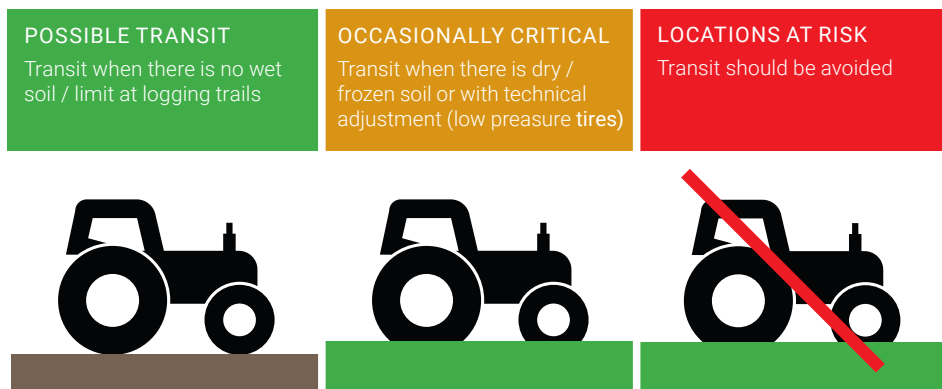 POSSIBLE TRANSIT
Transit when there is no wet
soil / limit at logging trails
OCCASIONALLY CRITICAL
Transit when there is dry /
frozen soil or with technical
adjustment (low preasure tires)
LOCATIONS AT RISK
Transit should be avoided